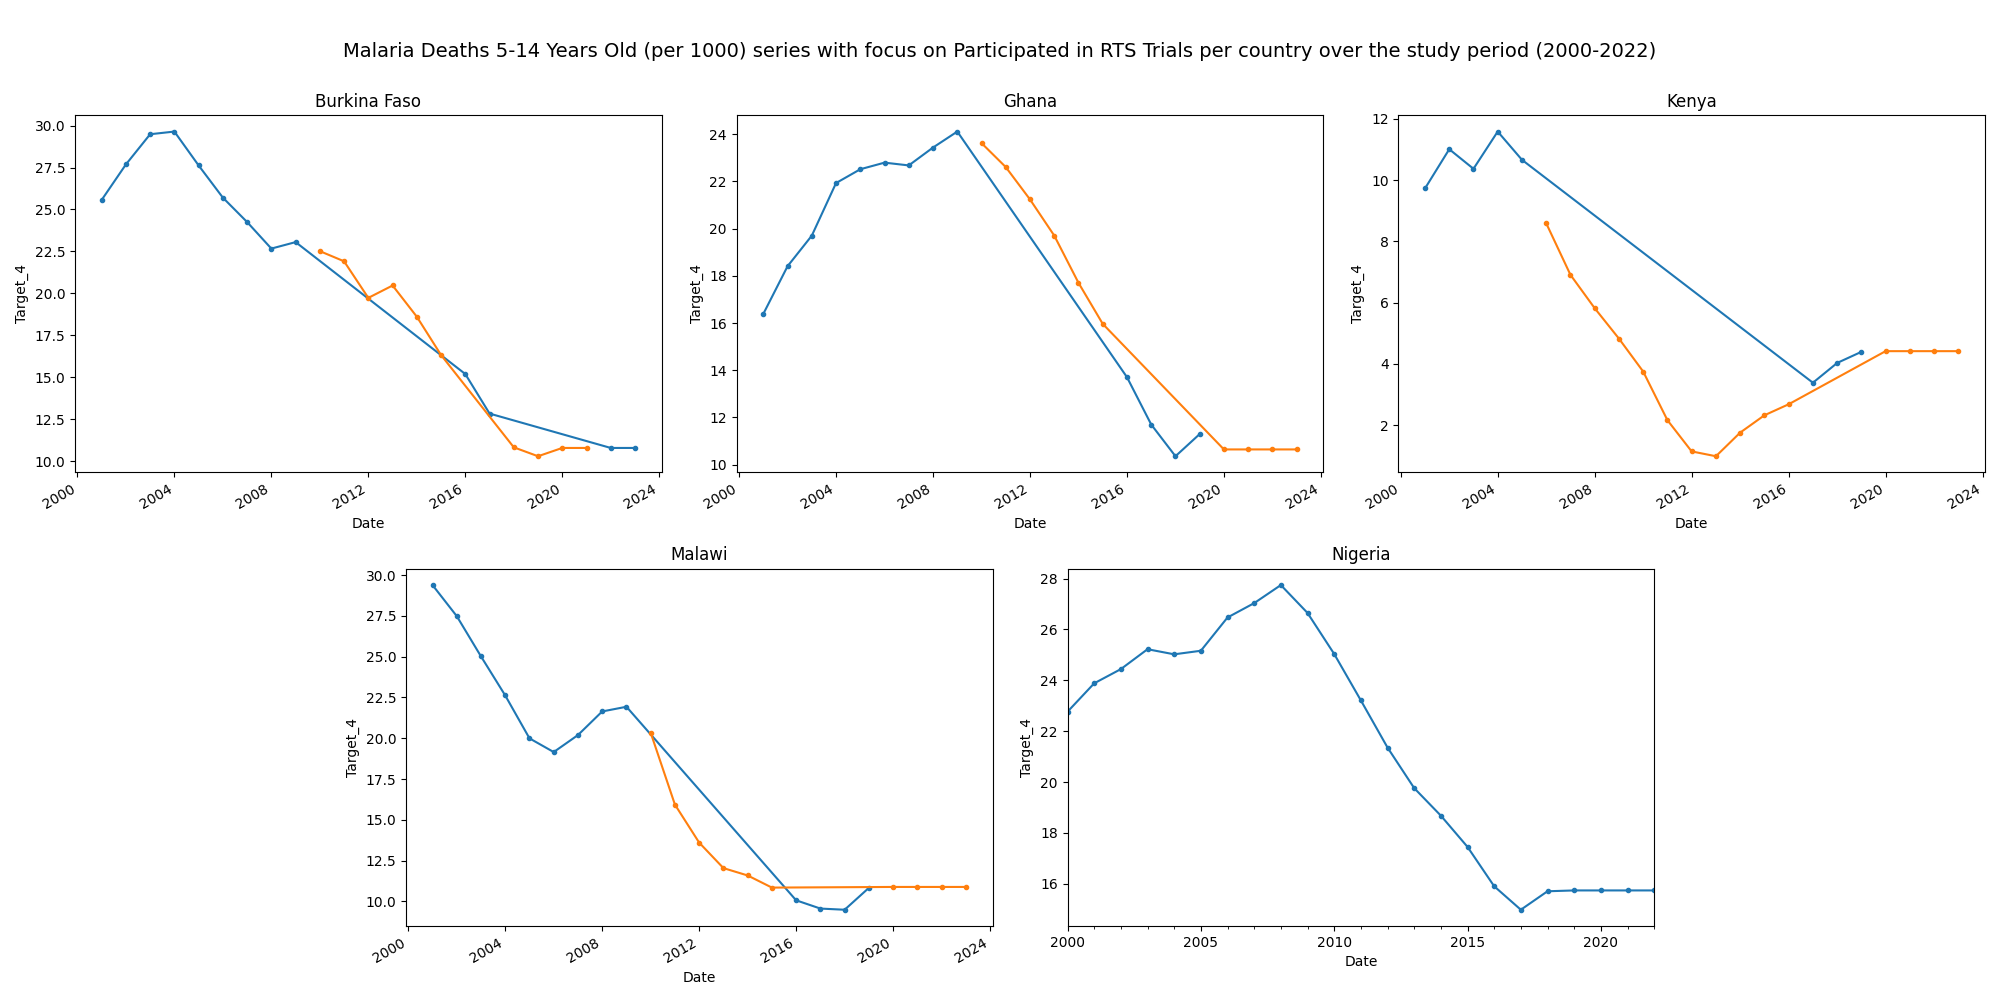 Malaria Deaths 5-14 Years Old (per 1000) series with focus on Participated in RTS Trials per country over the study period (2000-2022)
Burkina Faso
30.0
27.5
25.0
22.5
20.0
17.5
15.0
12.5
10.0
Target_4
2000 2004 2008 2012 2016 2020 2024
Date
Ghana
24
22
20
18
16
14
12
10
Target_4
2000 2004 2008 2012 2016 2020 2024
Date
Kenya
12
10
8
6
4
2
Target_4
2000 2004 2008 2012 2016 2020 2024
Date
Malawi
30.0
27.5
25.0
22.5
20.0
17.5
15.0
12.5
10.0
Target_4
2000 2004 2008 2012 2016 2020 2024
Date
Nigeria
28
26
24
22
20
18
16
Target_4
2000 2005 2010 2015 2020
Date